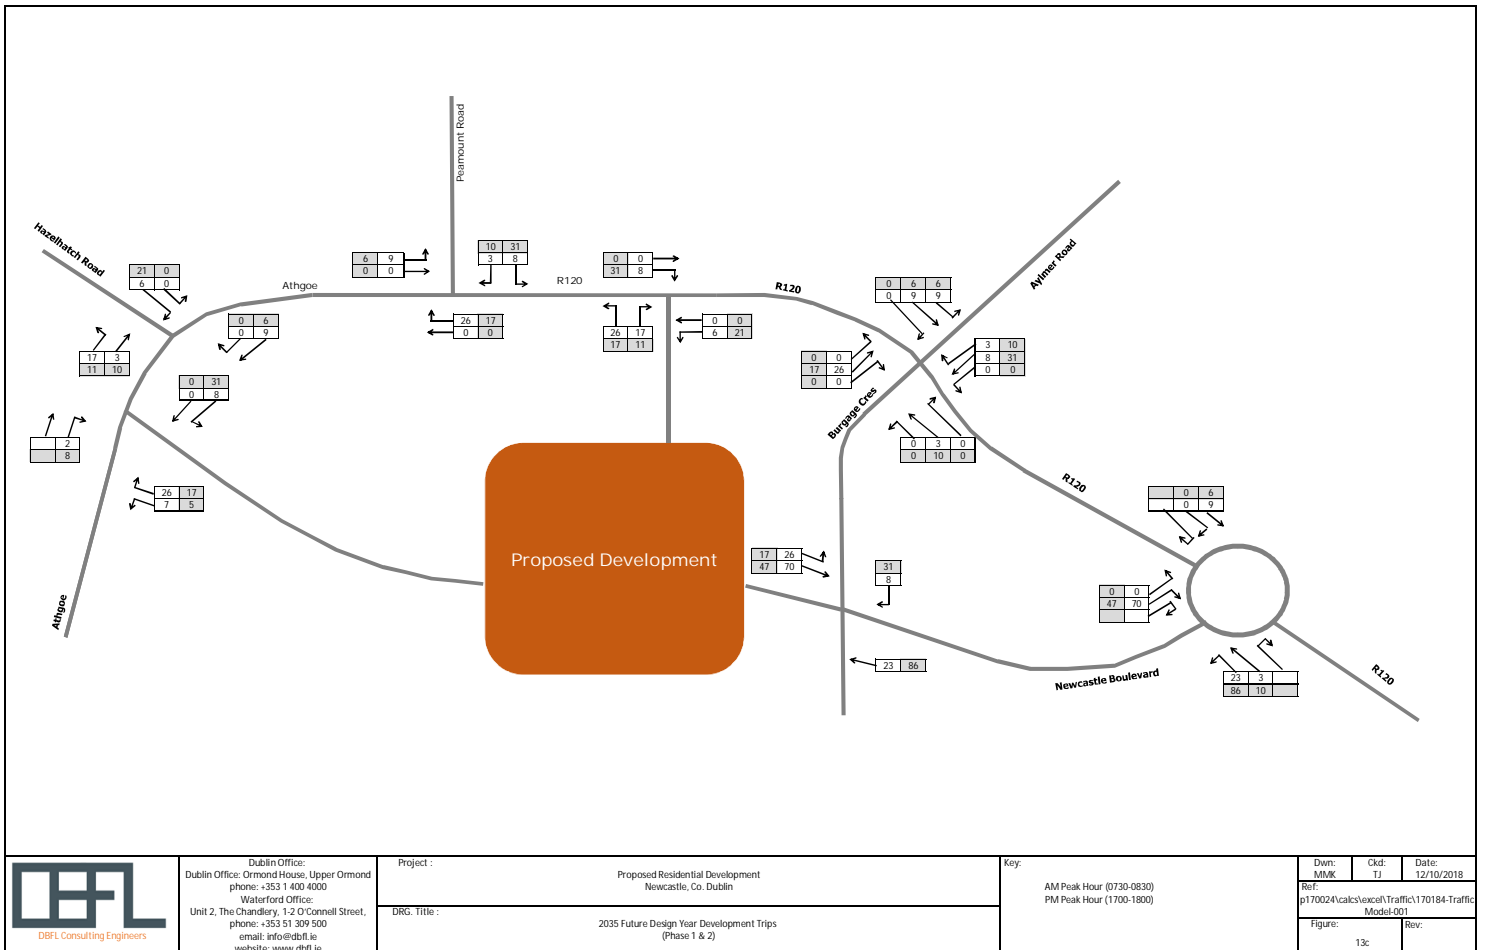 Peamount Road
Hazelhatch Road
Aylmer Road
10 31
3 8
6 9
0 0
0 0
31 8
21 0
6 0
Athgoe
R120
R120
0 6 6
0 9 9
0 6
0 9
26 17
0 0
26 17
17 11
0 0
6 21
17 3
11 10
3 10
8 31
0 0
0 0
17 26
0 0
0 31
0 8
Burgage Cres
2
8
0 3 0
0 10 0
26 17
7 5
R120
0 6
0 9
Proposed Development
17 26
47 70
31
8
0 0
47 70
Athgoe
23 86
Newcastle Boulevard
23 3
86 10
R120
DBFL
DBFL Consulting Engineers
Dublin Office:
Dublin Office: Ormond House, Upper Ormond
phone: +353 1 400 4000
Waterford Office:
Unit 2, The Chandlery, 1-2 O'Connell Street,
phone: +353 51 309 500
email: info@dbfl.ie
website: www.dbfl.ie
Project :
Proposed Residential Development
Newcastle, Co. Dublin
DRG. Title :
2035 Future Design Year Development Trips
(Phase 1 & 2)
Key:
AM Peak Hour (0730-0830)
PM Peak Hour (1700-1800)
Dwn: Ckd: Date:
MMK TJ 12/10/2018
Ref:
p170024\calcs\excel\Traffic\170184-Traffic
Model-001
Figure: Rev:
13c